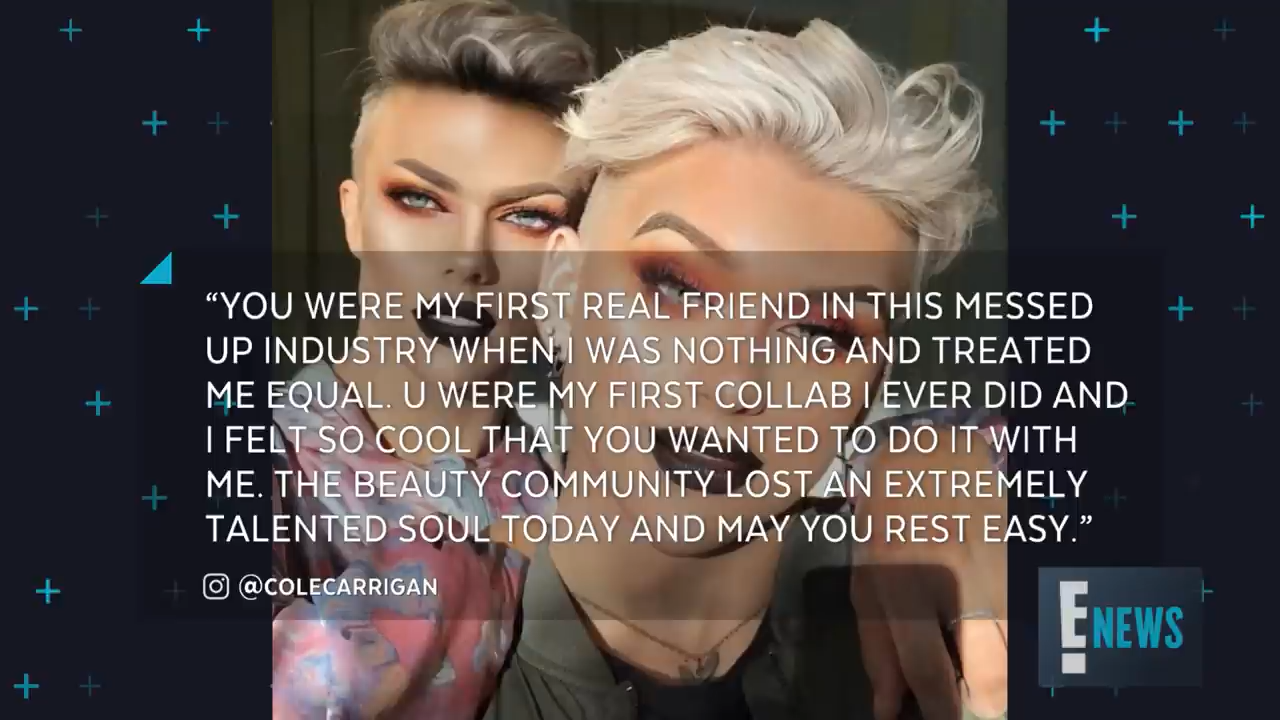 “YOU WERE MY FIRST REAL FRIEND IN THIS MESSED
UP INDUSTRY WHEN I WAS NOTHING AND TREATED
ME EQUAL. U WERE MY FIRST COLLAB I EVER DID AND
I FELT SO COOL THAT YOU WANTED TO DO IT WITH
ME. THE BEAUTY COMMUNITY LOST AN EXTREMELY
TALENTED SOUL TODAY AND MAY YOU REST EASY.”
@COLECARRIGAN
E! NEWS